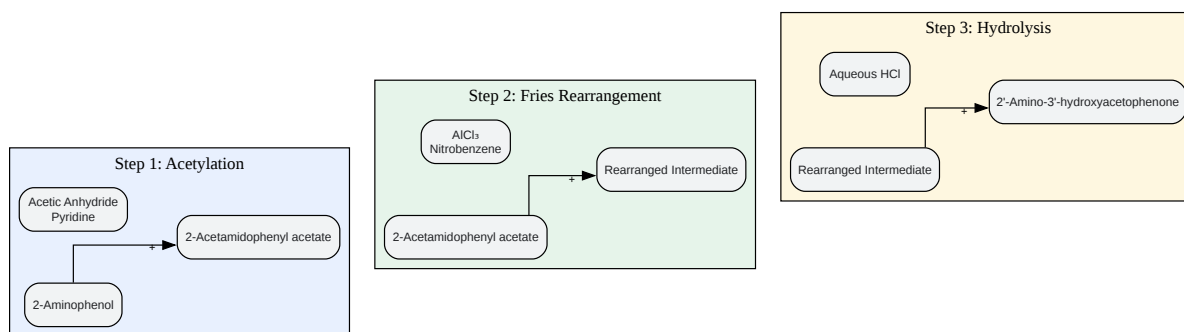 Step 1: Acetylation
Acetic Anhydride
Pyridine
2-Acetamidophenyl acetate
+
2-Aminophenol
Step 2: Fries Rearrangement
AlCl₃
Nitrobenzene
Rearranged Intermediate
+
2-Acetamidophenyl acetate
Step 3: Hydrolysis
Aqueous HCl
2'-Amino-3'-hydroxyacetophenone
+
Rearranged Intermediate